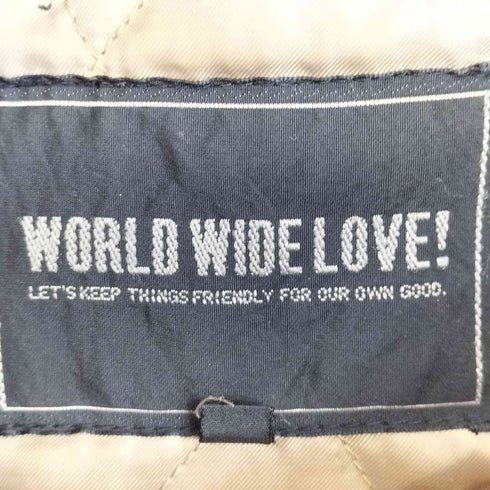 WORLD WIDE LOVE!
LET'S KEEP THINGS FRIENDLY FOR OUR OWN GOOD.